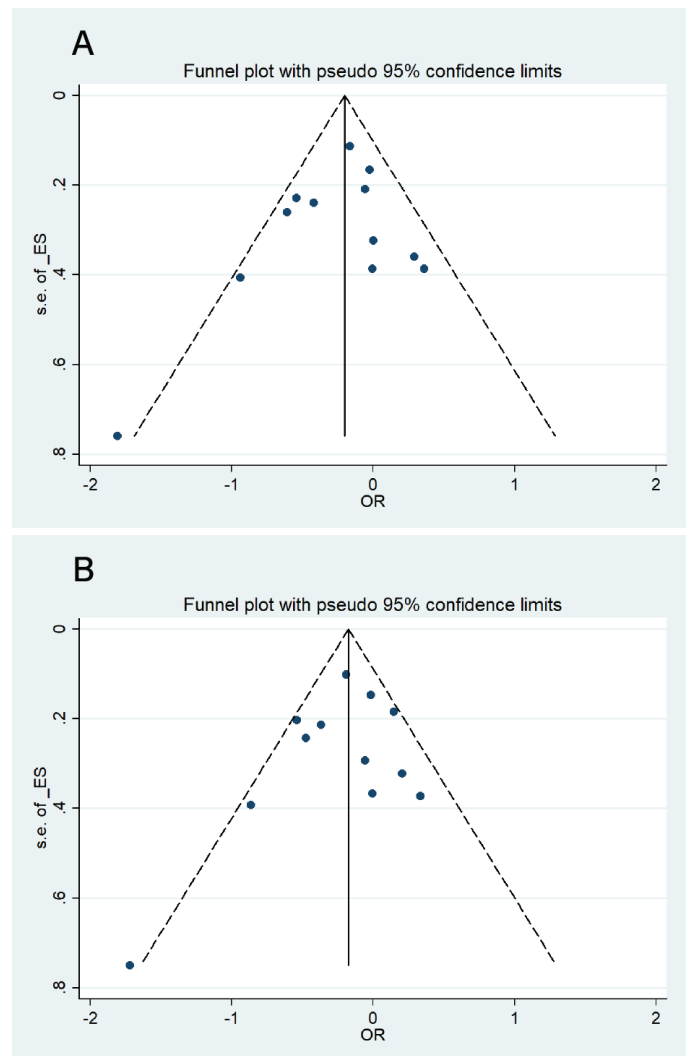 A
Funnel plot with pseudo 95% confidence limits
0
.2
.4
.6
.8
s.e. of _ES
-2 -1 0 1 2
OR
B
Funnel plot with pseudo 95% confidence limits
0
.2
.4
.6
.8
s.e. of _ES
-2 -1 0 1 2
OR